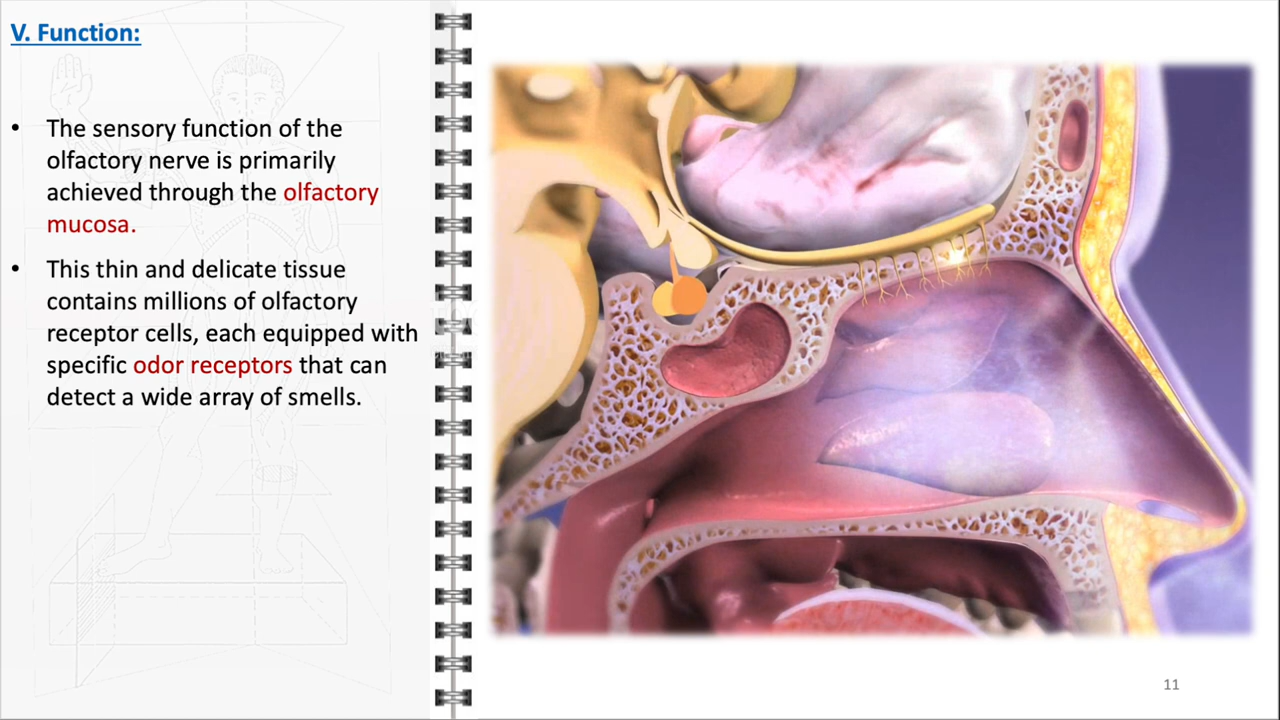 V. Function:
• The sensory function of the
olfactory nerve is primarily
achieved through the olfactory
mucosa.
• This thin and delicate tissue
contains millions of olfactory
receptor cells, each equipped with
specific odor receptors that can
detect a wide array of smells.
11